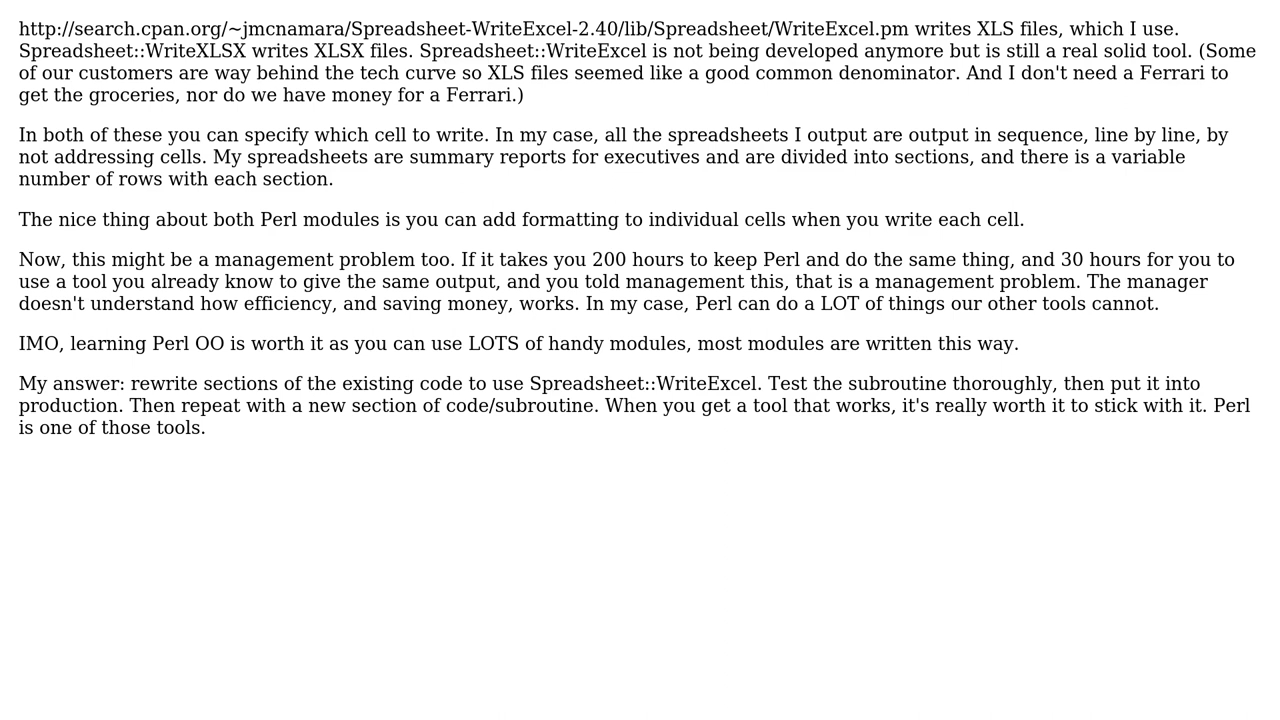 http://search.cpan.org/~jmcnamara/Spreadsheet-WriteExcel-2.40/lib/Spreadsheet/WriteExcel.pm writes XLS files, which I use.
Spreadsheet::WriteXLSX writes XLSX files. Spreadsheet::WriteExcel is not being developed anymore but is still a real solid tool. (Some
of our customers are way behind the tech curve so XLS files seemed like a good common denominator. And I don't need a Ferrari to
get the groceries, nor do we have money for a Ferrari.)
In both of these you can specify which cell to write. In my case, all the spreadsheets I output are output in sequence, line by line, by
not addressing cells. My spreadsheets are summary reports for executives and are divided into sections, and there is a variable
number of rows with each section.
The nice thing about both Perl modules is you can add formatting to individual cells when you write each cell.
Now, this might be a management problem too. If it takes you 200 hours to keep Perl and do the same thing, and 30 hours for you to
use a tool you already know to give the same output, and you told management this, that is a management problem. The manager
doesn't understand how efficiency, and saving money, works. In my case, Perl can do a LOT of things our other tools cannot.
IMO, learning Perl OO is worth it as you can use LOTS of handy modules, most modules are written this way.
My answer: rewrite sections of the existing code to use Spreadsheet::WriteExcel. Test the subroutine thoroughly, then put it into
production. Then repeat with a new section of code/subroutine. When you get a tool that works, it's really worth it to stick with it. Perl
is one of those tools.